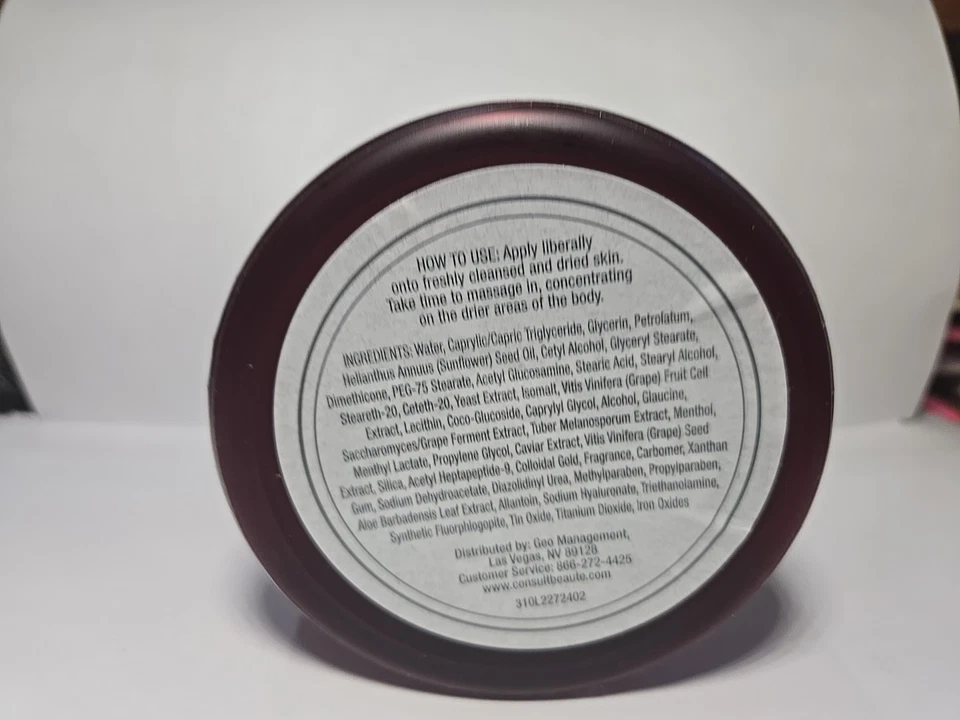 HOW TO USE: Apply liberally
onto freshly cleansed and dried skin.
Take time to massage in, concentrating
on the drier areas of the body.
INGREDIENTS: Water, Caprylic/Capric Triglyceride, Glycerin, Petrolatum,
Helianthus Annuus (Sunflower) Seed Oil, Cetyl Alcohol, Glyceryl Stearate,
Dimethicone, PEG-75 Stearate, Acetyl Glucosamine, Stearic Acid, Stearyl Alcohol,
Steareth-20, Ceteth-20, Yeast Extract, Isomalt, Vitis Vinifera (Grape) Fruit Cell
Extract, Lecithin, Coco-Glucoside, Caprylyl Glycol, Alcohol, Glaucine,
Saccharomyces/Grape Ferment Extract, Tuber Melanosporum Extract, Menthol,
Menthyl Lactate, Propylene Glycol, Caviar Extract, Vitis Vinifera (Grape) Seed
Extract, Silica, Acetyl Heptapeptide-9, Colloidal Gold, Fragrance, Carbomer, Xanthan
Gum, Sodium Dehydroacetate, Diazolidinyl Urea, Methylparaben, Propylparaben,
Aloe Barbadensis Leaf Extract, Allantoin, Sodium Hyaluronate, Triethanolamine,
Synthetic Fluorphlogopite, Tin Oxide, Titanium Dioxide, Iron Oxides
Distributed by: Geo Management,
Las Vegas, NV 89128
Customer Service: 866-272-4425
www.consultbeaute.com
310L2272402